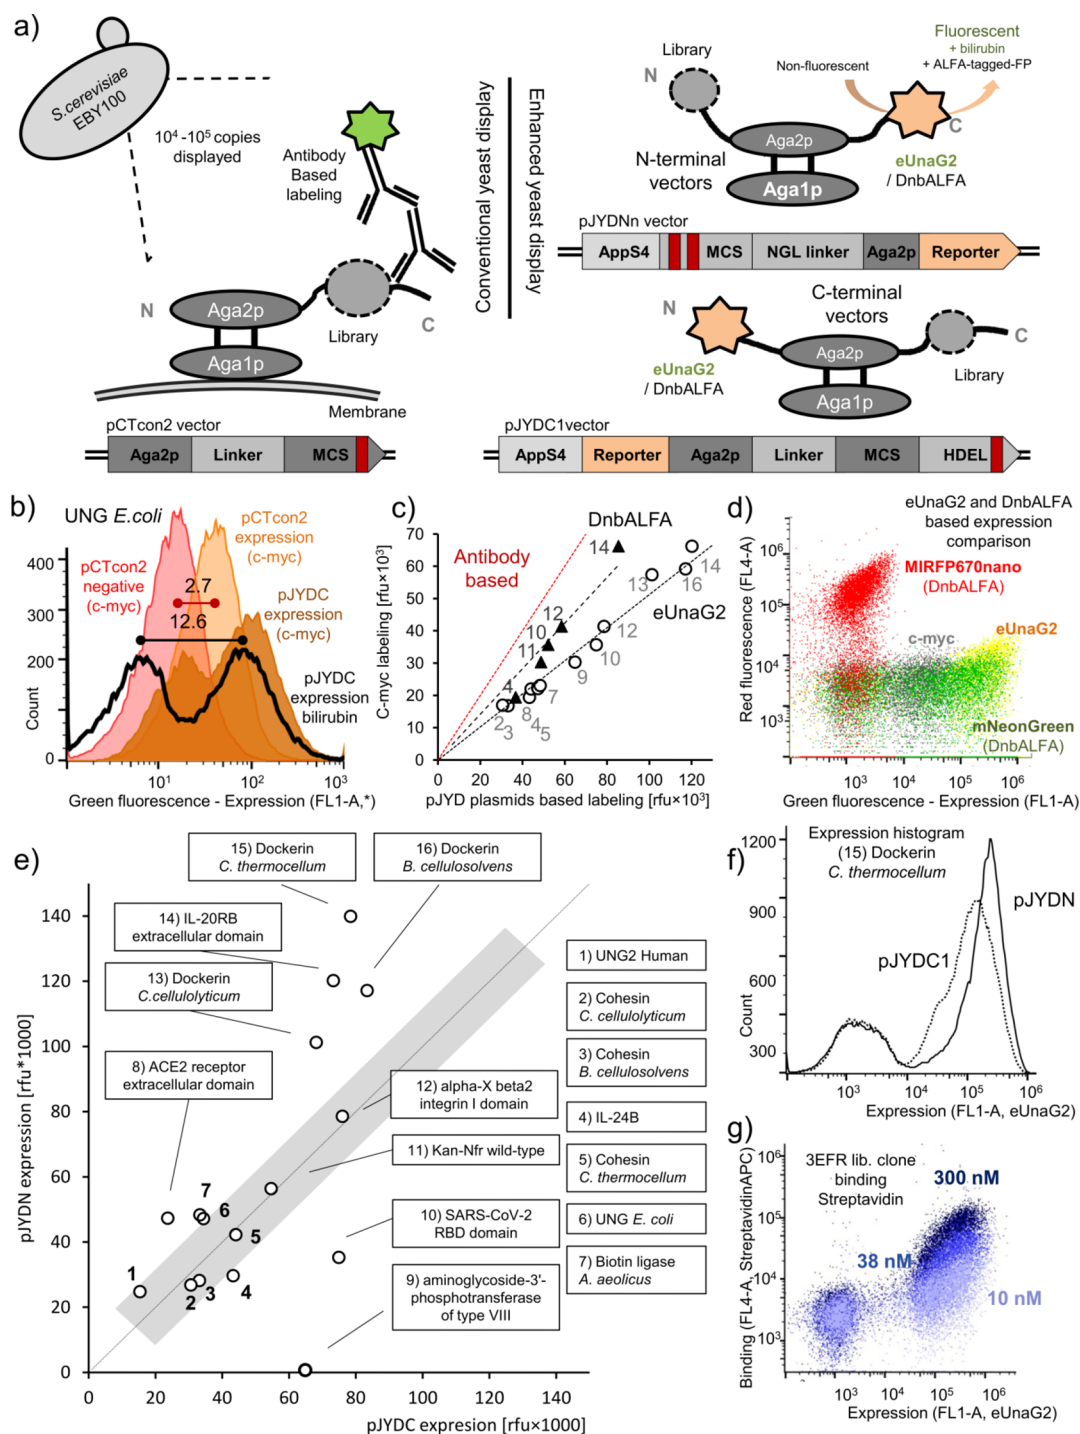 a)
S.cerevisiae
EBY100
10⁴ -10⁵ copies
displayed
Antibody
Based
labeling
N
Aga2p
Aga1p
Library
C
Membrane
pCTcon2 vector
Aga2p
Linker
MCS
Conventional yeast display
Enhanced yeast display
Library
N
Non-fluorescent
Fluorescent
+ bilirubin
+ ALFA-tagged-FP
C
Aga2p
Aga1p
N-terminal
vectors
eUnaG2
/ DnbALFA
pJYDNn vector
AppS4
MCS
NGL linker
Aga2p
Reporter
N
C-terminal
vectors
C
eUnaG2
/ DnbALFA
Aga2p
Aga1p
Library
pJYDC1vector
AppS4
Reporter
Aga2p
Linker
MCS
HDEL
b)
UNG E.coli
pCTcon2
expression
(c-myc)
pCTcon2
negative
(c-myc)
2.7
12.6
pJYDC
expression
(c-myc)
pJYDC
expression
bilirubin
400
300
200
100
0
Count
10¹
10²
10³
Green fluorescence - Expression (FL1-A,*)
c)
DnbALFA
Antibody
based
eUnaG2
70
60
50
40
30
20
10
0
C-myc labeling [rfu×10³]
14
12
10
11
4
14
16
13
12
10
9
7
8
2
3
4
5
0
20
40
60
80
100
120
pJYD plasmids based labeling [rfu×10³]
d)
eUnaG2 and DnbALFA
based expression
comparison
MIRFP670nano
(DnbALFA)
c-myc
eUnaG2
mNeonGreen
(DnbALFA)
10⁶
10⁵
10⁴
10³
Red fluorescence (FL4-A)
10³
10⁴
10⁵
10⁶
Green fluorescence - Expression (FL1-A)
e)
15) Dockerin
C. thermocellum
16) Dockerin
B. cellulosolvens
14) IL-20RB
extracellular domain
13) Dockerin
C.cellulolyticum
8) ACE2 receptor
extracellular domain
12) alpha-X beta2
integrin I domain
11) Kan-Nfr wild-type
10) SARS-CoV-2
RBD domain
9) aminoglycoside-3'-
phosphotransferase
of type VIII
1) UNG2 Human
2) Cohesin
C. cellulolyticum
3) Cohesin
B. cellulosolvens
4) IL-24B
5) Cohesin
C. thermocellum
6) UNG E. coli
7) Biotin ligase
A. aeolicus
1
2
3
4
5
6
7
140
120
100
80
60
40
20
0
pJYDN expression [rfu*1000]
0
20
40
60
80
100
120
140
pJYDC expresion [rfu×1000]
f)
Expression histogram
(15) Dockerin
C. thermocellum
pJYDN
pJYDC1
1200
900
600
300
Count
10³
10⁴
10⁵
10⁶
Expression (FL1-A, eUnaG2)
g)
3EFR lib. clone
binding
Streptavidin
300 nM
38 nM
10 nM
10⁶
10⁵
10⁴
10³
Binding (FL4-A, StreptavidinAPC)
10³
10⁴
10⁵
10⁶
Expression (FL1-A, eUnaG2)